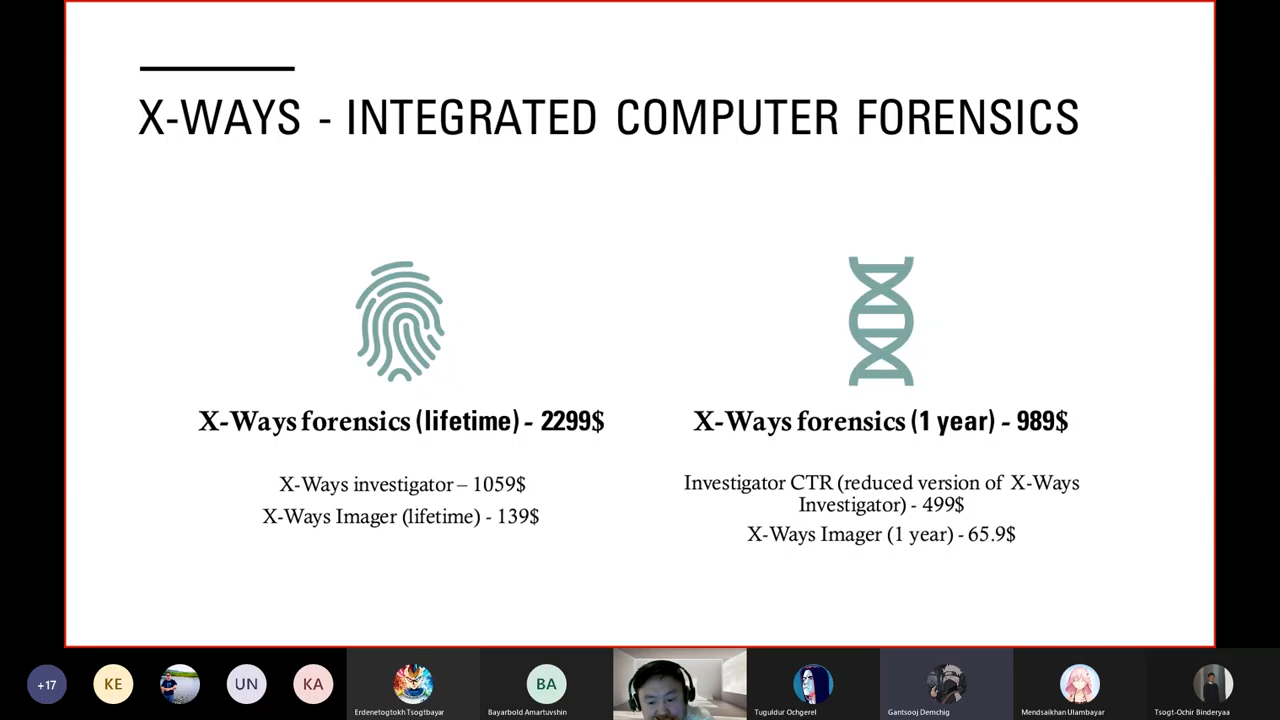 X-WAYS - INTEGRATED COMPUTER FORENSICS
X-Ways forensics (lifetime) - 2299$
X-Ways investigator – 1059$
X-Ways Imager (lifetime) - 139$
X-Ways forensics (1 year) - 989$
Investigator CTR (reduced version of X-Ways
Investigator) - 499$
X-Ways Imager (1 year) - 65.9$
+17
KE
UN
KA
Erdenetogtokh Tsogtbayar
BA
Bayarbold Amartuvshin
Tuguldur Ochgerel
Gantsooj Demchig
Mendsaikhan Ulambayar
Tsogt-Ochir Binderyaa